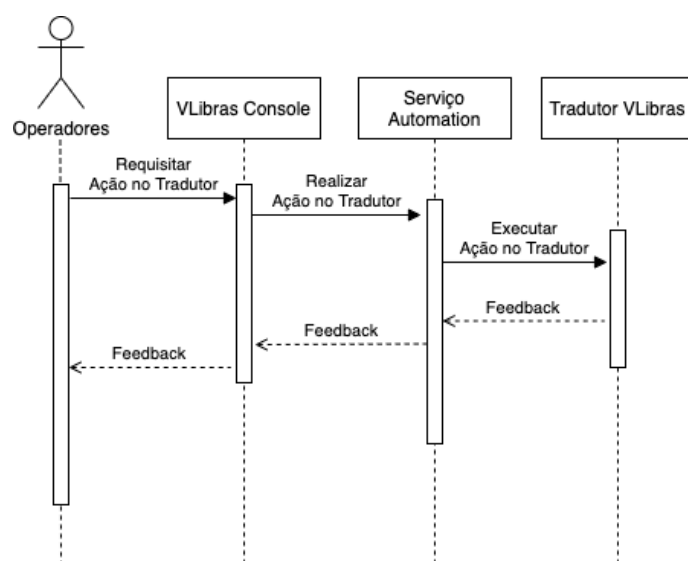 Operadores
VLibras Console
Serviço
Automation
Tradutor VLibras
Requisitar
Ação no Tradutor
Realizar
Ação no Tradutor
Executar
Ação no Tradutor
Feedback
Feedback
Feedback